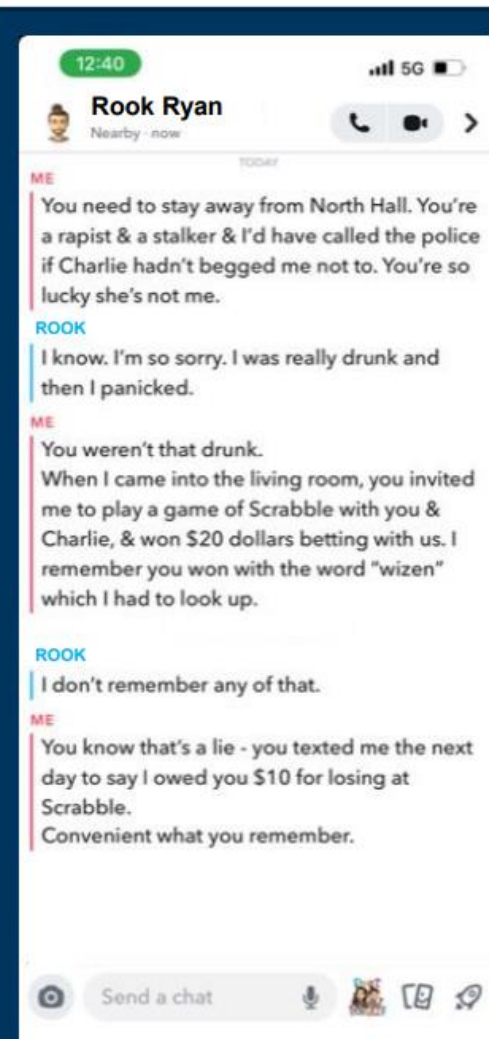 12:40
5G
Rook Ryan
Nearby · now
TODAY
ME
You need to stay away from North Hall. You’re
a rapist & a stalker & I’d have called the police
if Charlie hadn’t begged me not to. You’re so
lucky she’s not me.
ROOK
I know. I’m so sorry. I was really drunk and
then I panicked.
ME
You weren’t that drunk.
When I came into the living room, you invited
me to play a game of Scrabble with you &
Charlie, & won $20 dollars betting with us. I
remember you won with the word “wizen”
which I had to look up.
ROOK
I don’t remember any of that.
ME
You know that’s a lie - you texted me the next
day to say I owed you $10 for losing at
Scrabble.
Convenient what you remember.
Send a chat